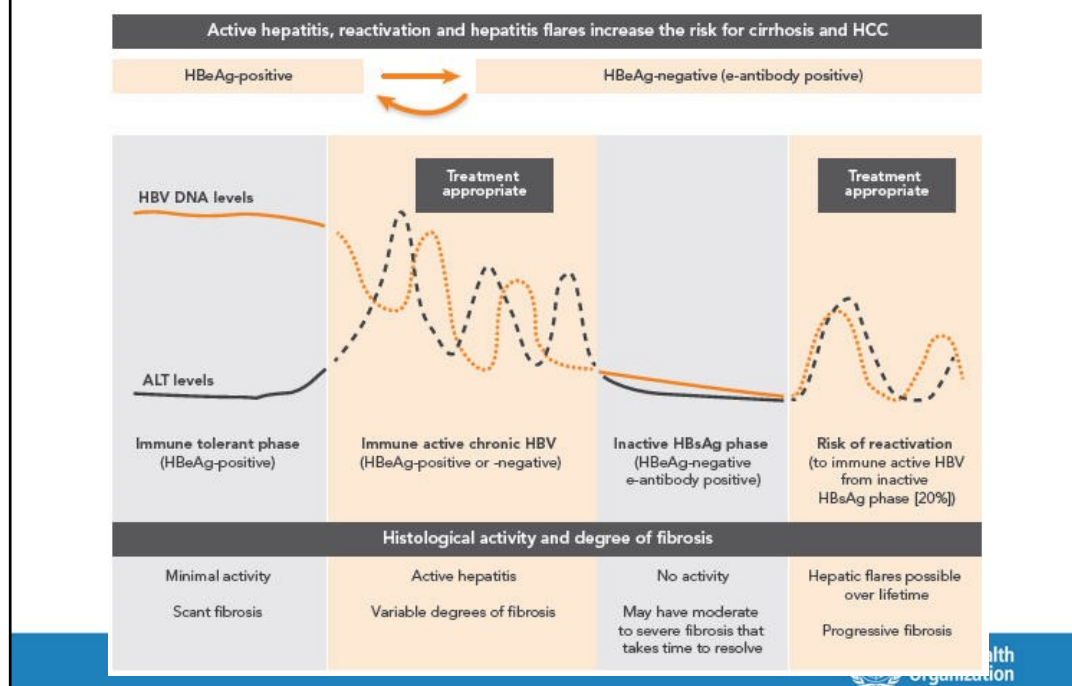 Active hepatitis, reactivation and hepatitis flares increase the risk for cirrhosis and HCC
HBeAg-positive
HBeAg-negative (e-antibody positive)
Treatment
appropriate
Treatment
appropriate
HBV DNA levels
ALT levels
Immune tolerant phase
(HBeAg-positive)
Immune active chronic HBV
(HBeAg-positive or -negative)
Inactive HBsAg phase
(HBeAg-negative
e-antibody positive)
Risk of reactivation
(to immune active HBV
from inactive
HBsAg phase [20%])
Histological activity and degree of fibrosis
Minimal activity
Scant fibrosis
Active hepatitis
Variable degrees of fibrosis
No activity
May have moderate
to severe fibrosis that
takes time to resolve
Hepatic flares possible
over lifetime
Progressive fibrosis
alth
Organization